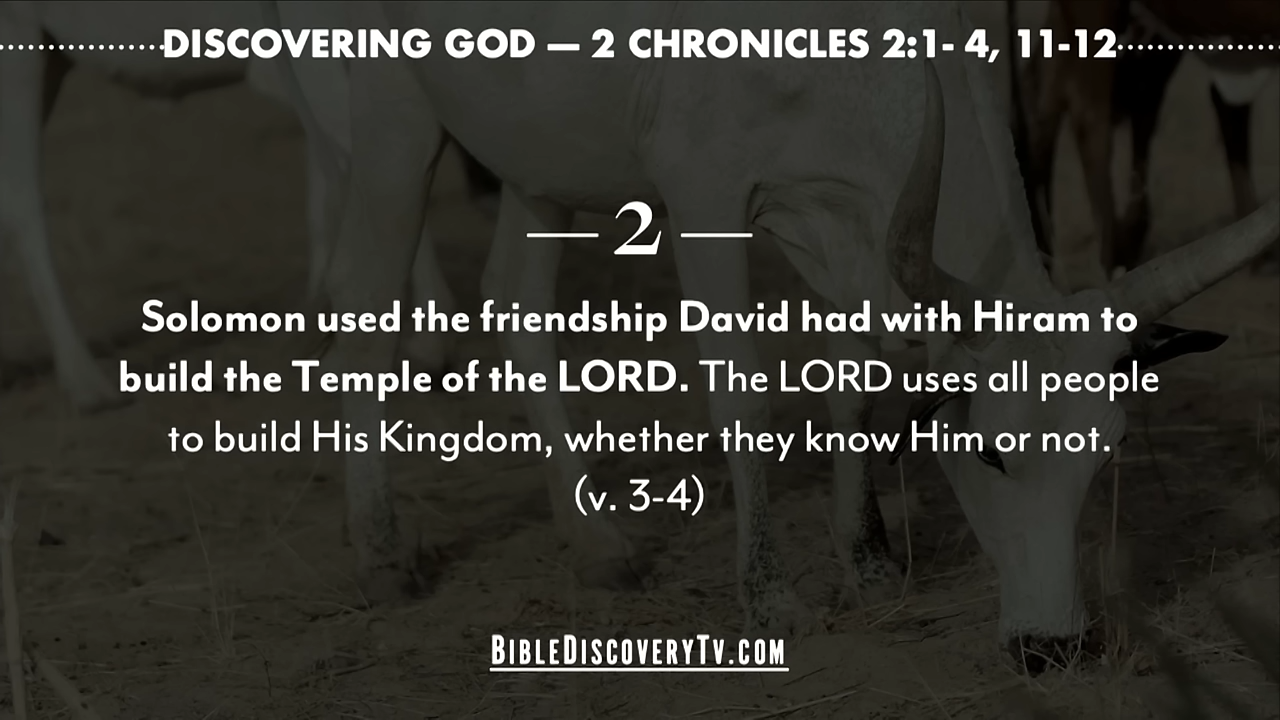 DISCOVERING GOD — 2 CHRONICLES 2:1- 4, 11-12
— 2 —
Solomon used the friendship David had with Hiram to
build the Temple of the LORD. The LORD uses all people
to build His Kingdom, whether they know Him or not.
(v. 3-4)
BIBLEDISCOVERYTV.COM